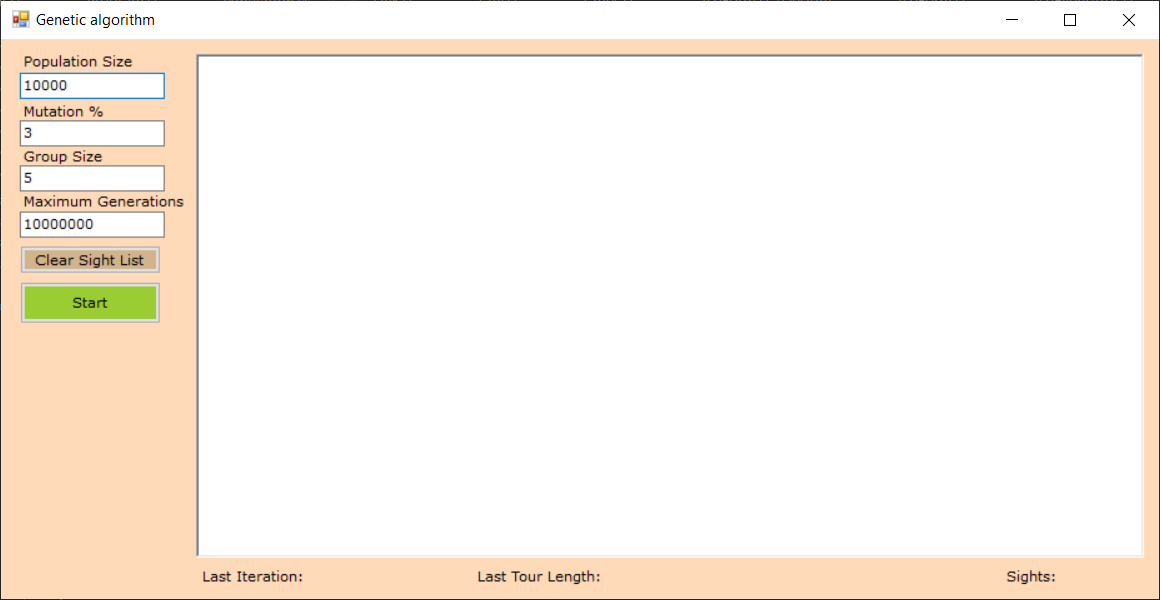 Genetic algorithm
Population Size
10000
Mutation %
3
Group Size
5
Maximum Generations
10000000
Clear Sight List
Start
Last Iteration: Last Tour Length: Sights: